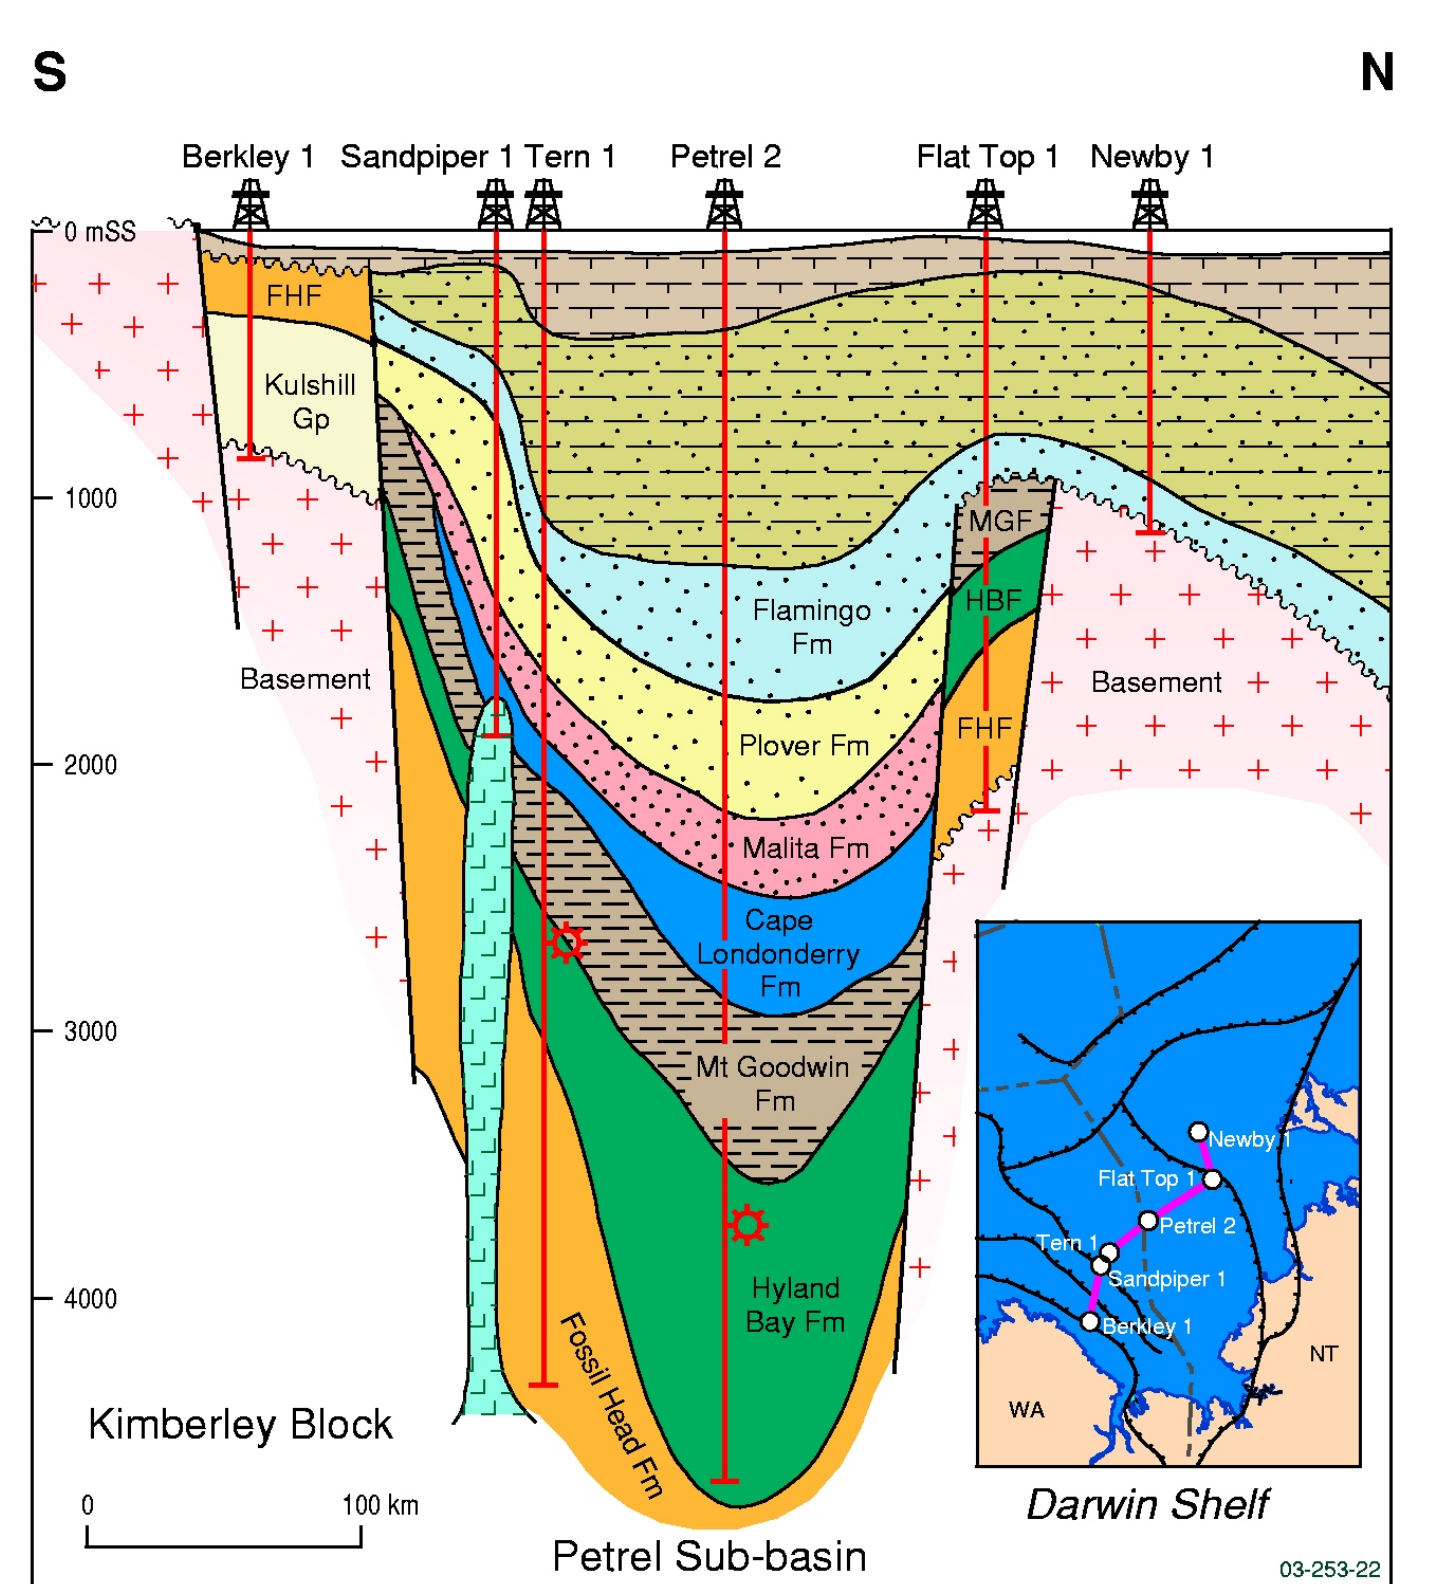 S
N
Berkley 1
Sandpiper 1
Tern 1
Petrel 2
Flat Top 1
Newby 1
0 mSS
FHF
Kulshill
Gp
1000
MGF
HBF
Flamingo
Fm
Basement
Basement
FHF
Plover Fm
2000
Malita Fm
Cape
Londonderry
Fm
3000
Mt Goodwin
Fm
Newby 1
Flat Top 1
Petrel 2
Tern 1
Sandpiper 1
Berkley 1
NT
WA
Hyland
Bay Fm
4000
Fossil Head Fm
Kimberley Block
0
100 km
Darwin Shelf
Petrel Sub-basin
03-253-22